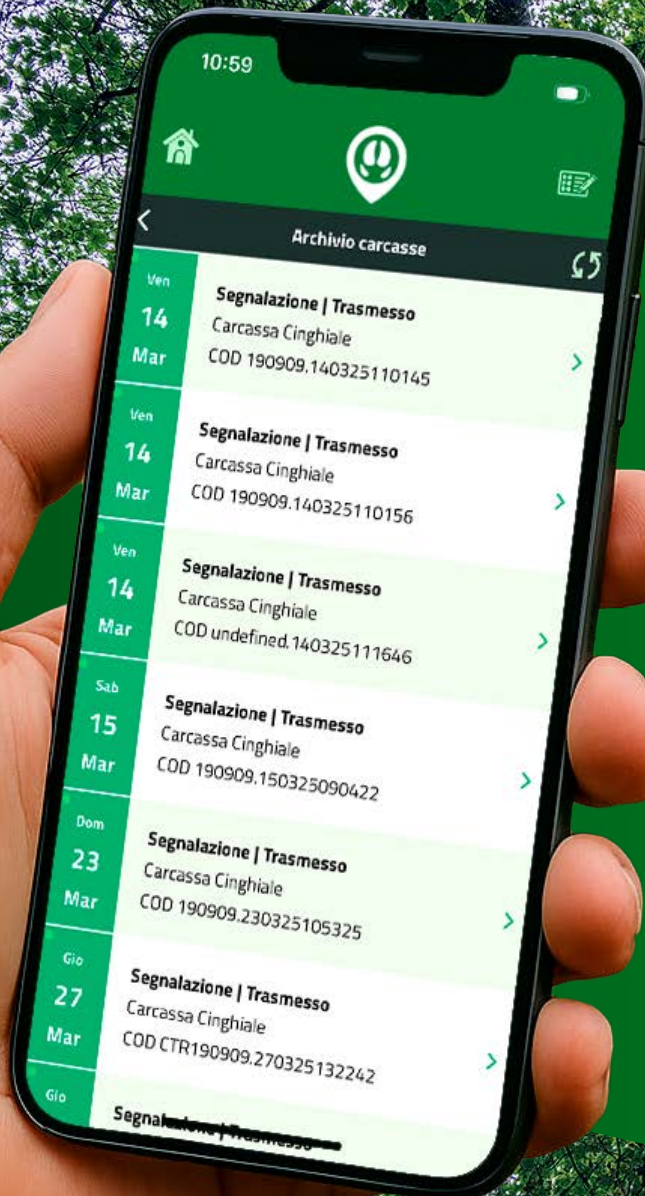 10:59
Archivio carcasse
Ven
14
Mar
Segnalazione | Trasmesso
Carcassa Cinghiale
COD 190909.140325110145
Ven
14
Mar
Segnalazione | Trasmesso
Carcassa Cinghiale
COD 190909.140325110156
Ven
14
Mar
Segnalazione | Trasmesso
Carcassa Cinghiale
COD undefined.140325111646
Sab
15
Mar
Segnalazione | Trasmesso
Carcassa Cinghiale
COD 190909.150325090422
Dom
23
Mar
Segnalazione | Trasmesso
Carcassa Cinghiale
COD 190909.230325105325
Gio
27
Mar
Segnalazione | Trasmesso
Carcassa Cinghiale
COD CTR190909.270325132242
Gio
Segnalazione | Trasmesso